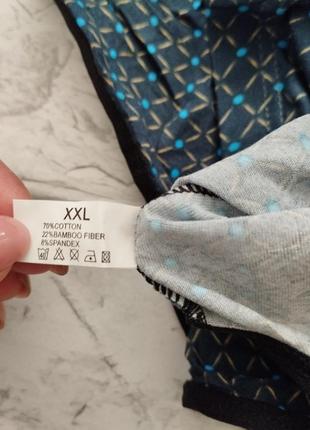 XXL
70%COTTON
22%BAMBOO FIBER
8%SPANDEX